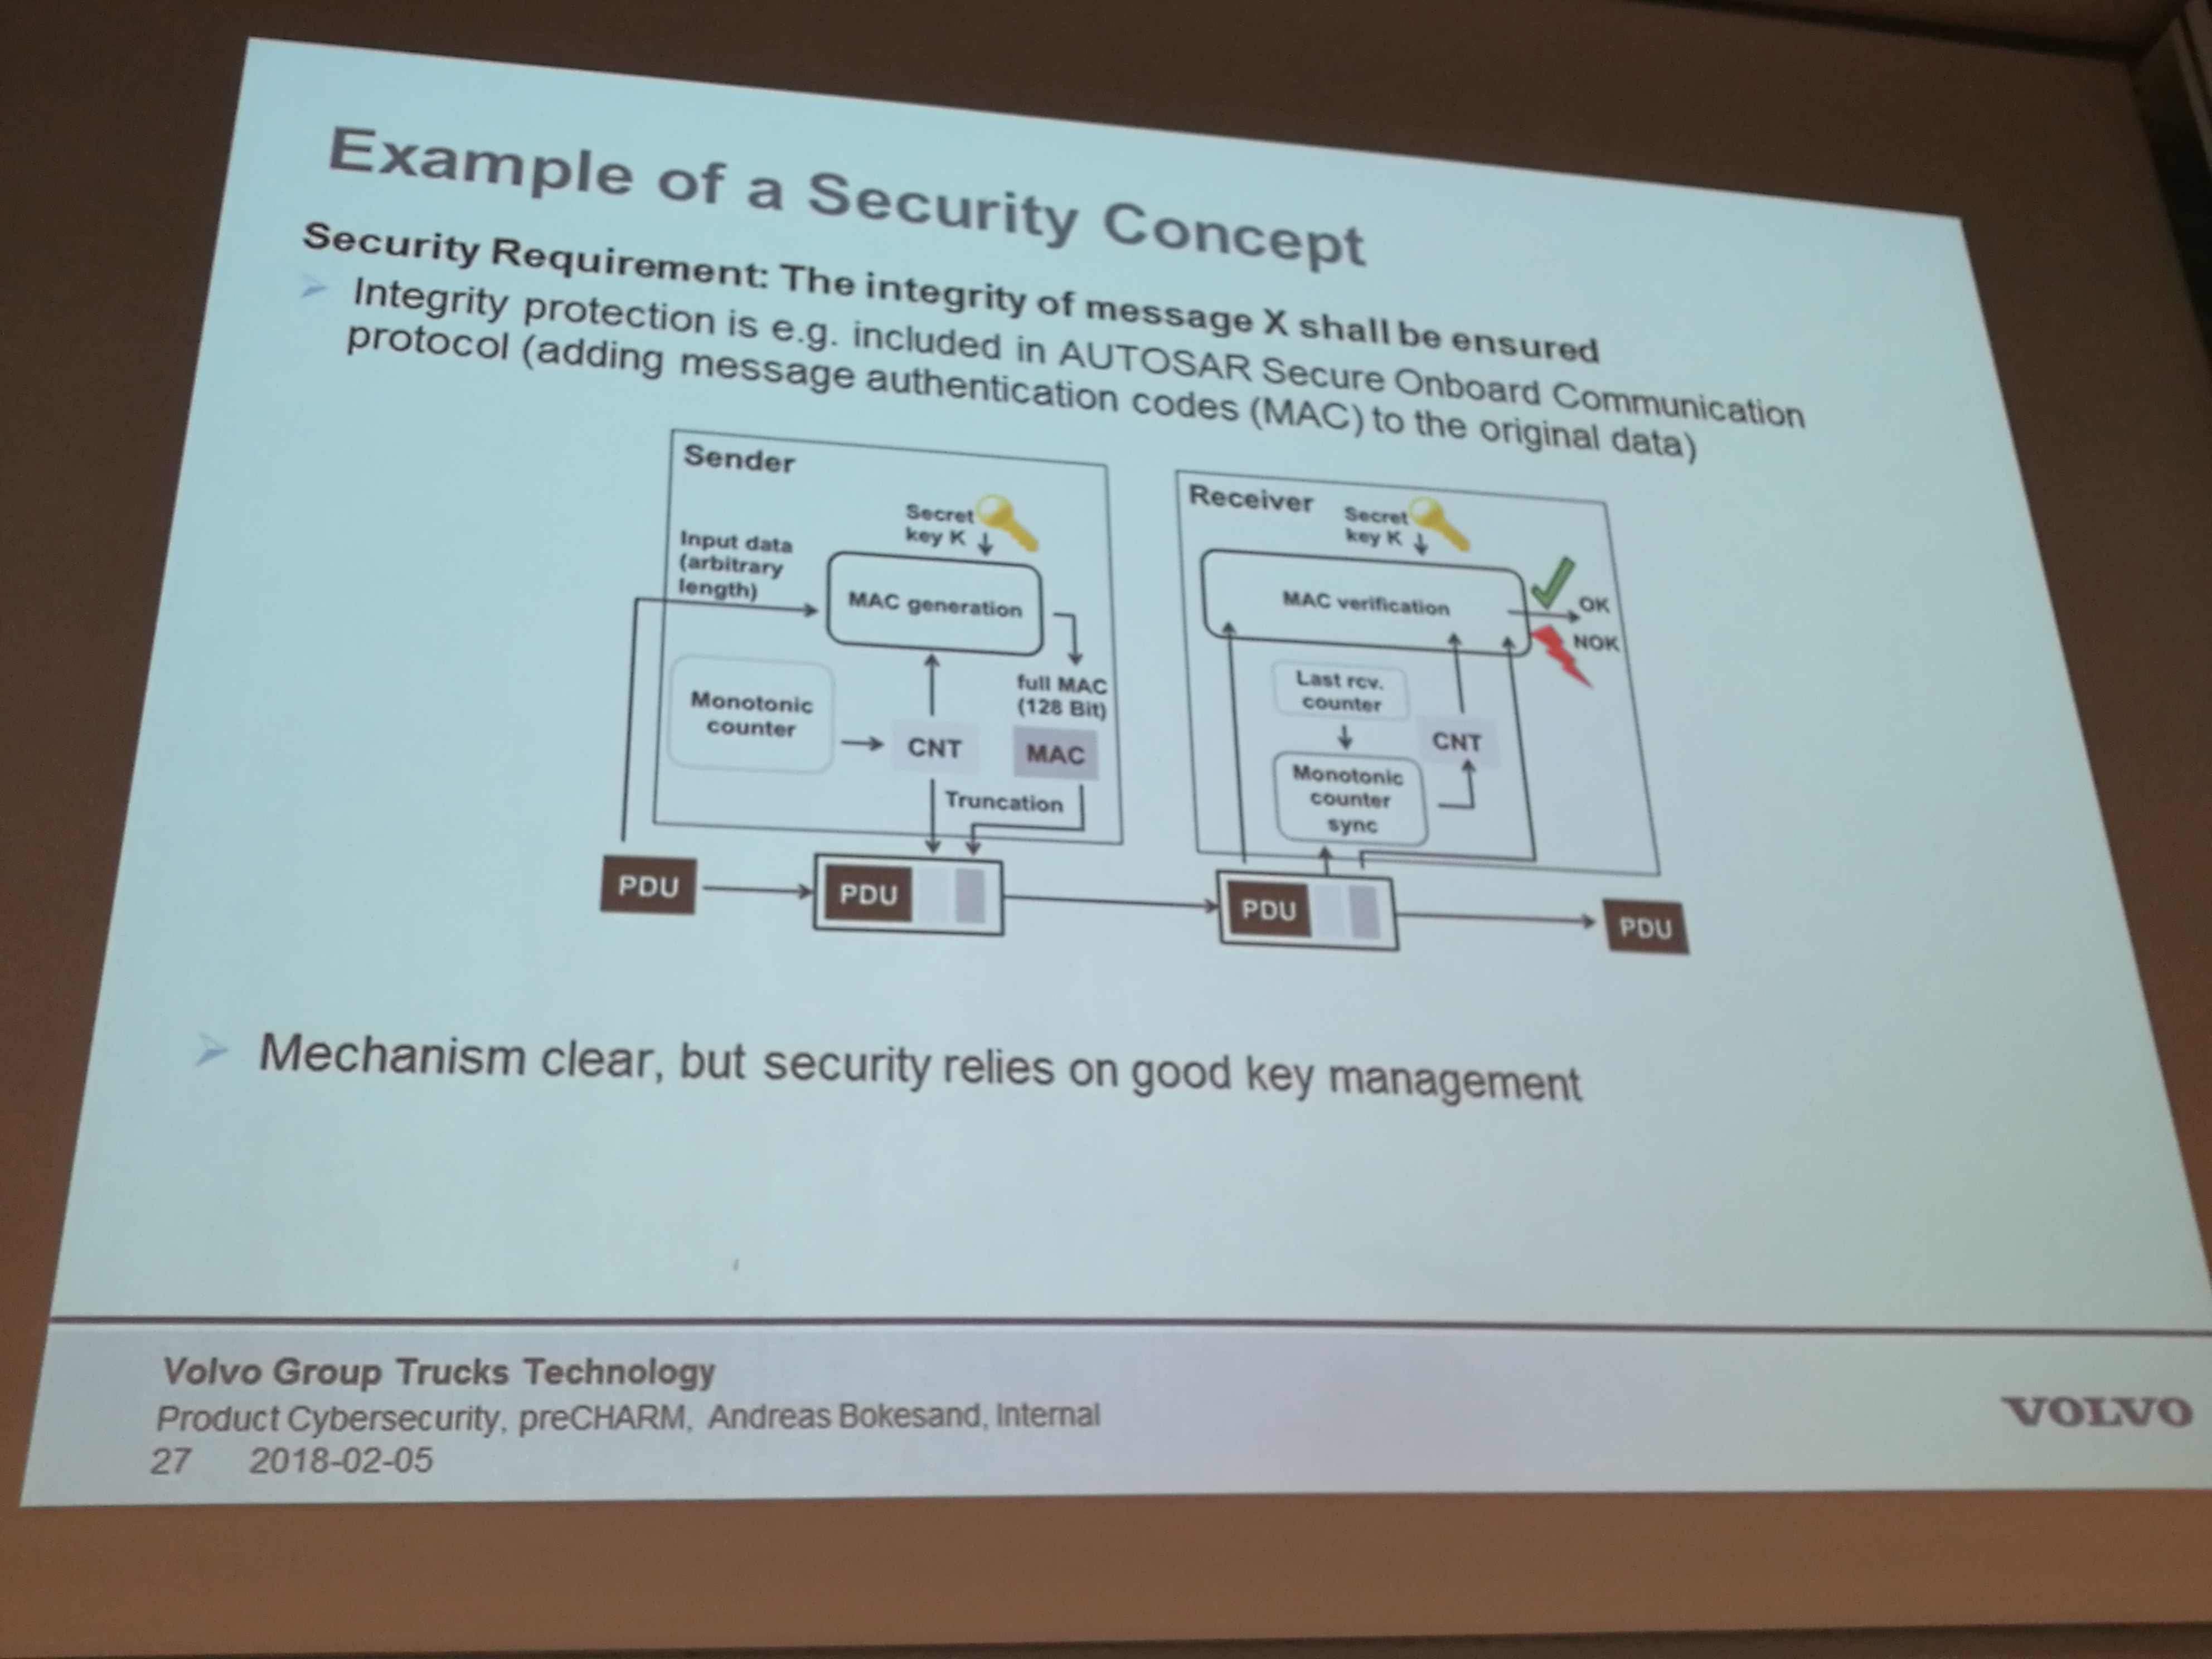 Example of a Security Concept
Security Requirement: The integrity of message X shall be ensured
Integrity protection is e.g. included in AUTOSAR Secure Onboard Communication
protocol (adding message authentication codes (MAC) to the original data)
Sender
Secret
key K
Input data
(arbitrary
length)
MAC generation
Monotonic
counter
CNT
full MAC
(128 Bit)
MAC
Truncation
Receiver
Secret
key K
MAC verification
OK
NOK
Last rcv.
counter
CNT
Monotonic
counter
sync
PDU
PDU
PDU
PDU
Mechanism clear, but security relies on good key management
Volvo Group Trucks Technology
Product Cybersecurity, preCHARM, Andreas Bokesand, Internal
27 2018-02-05
VOLVO